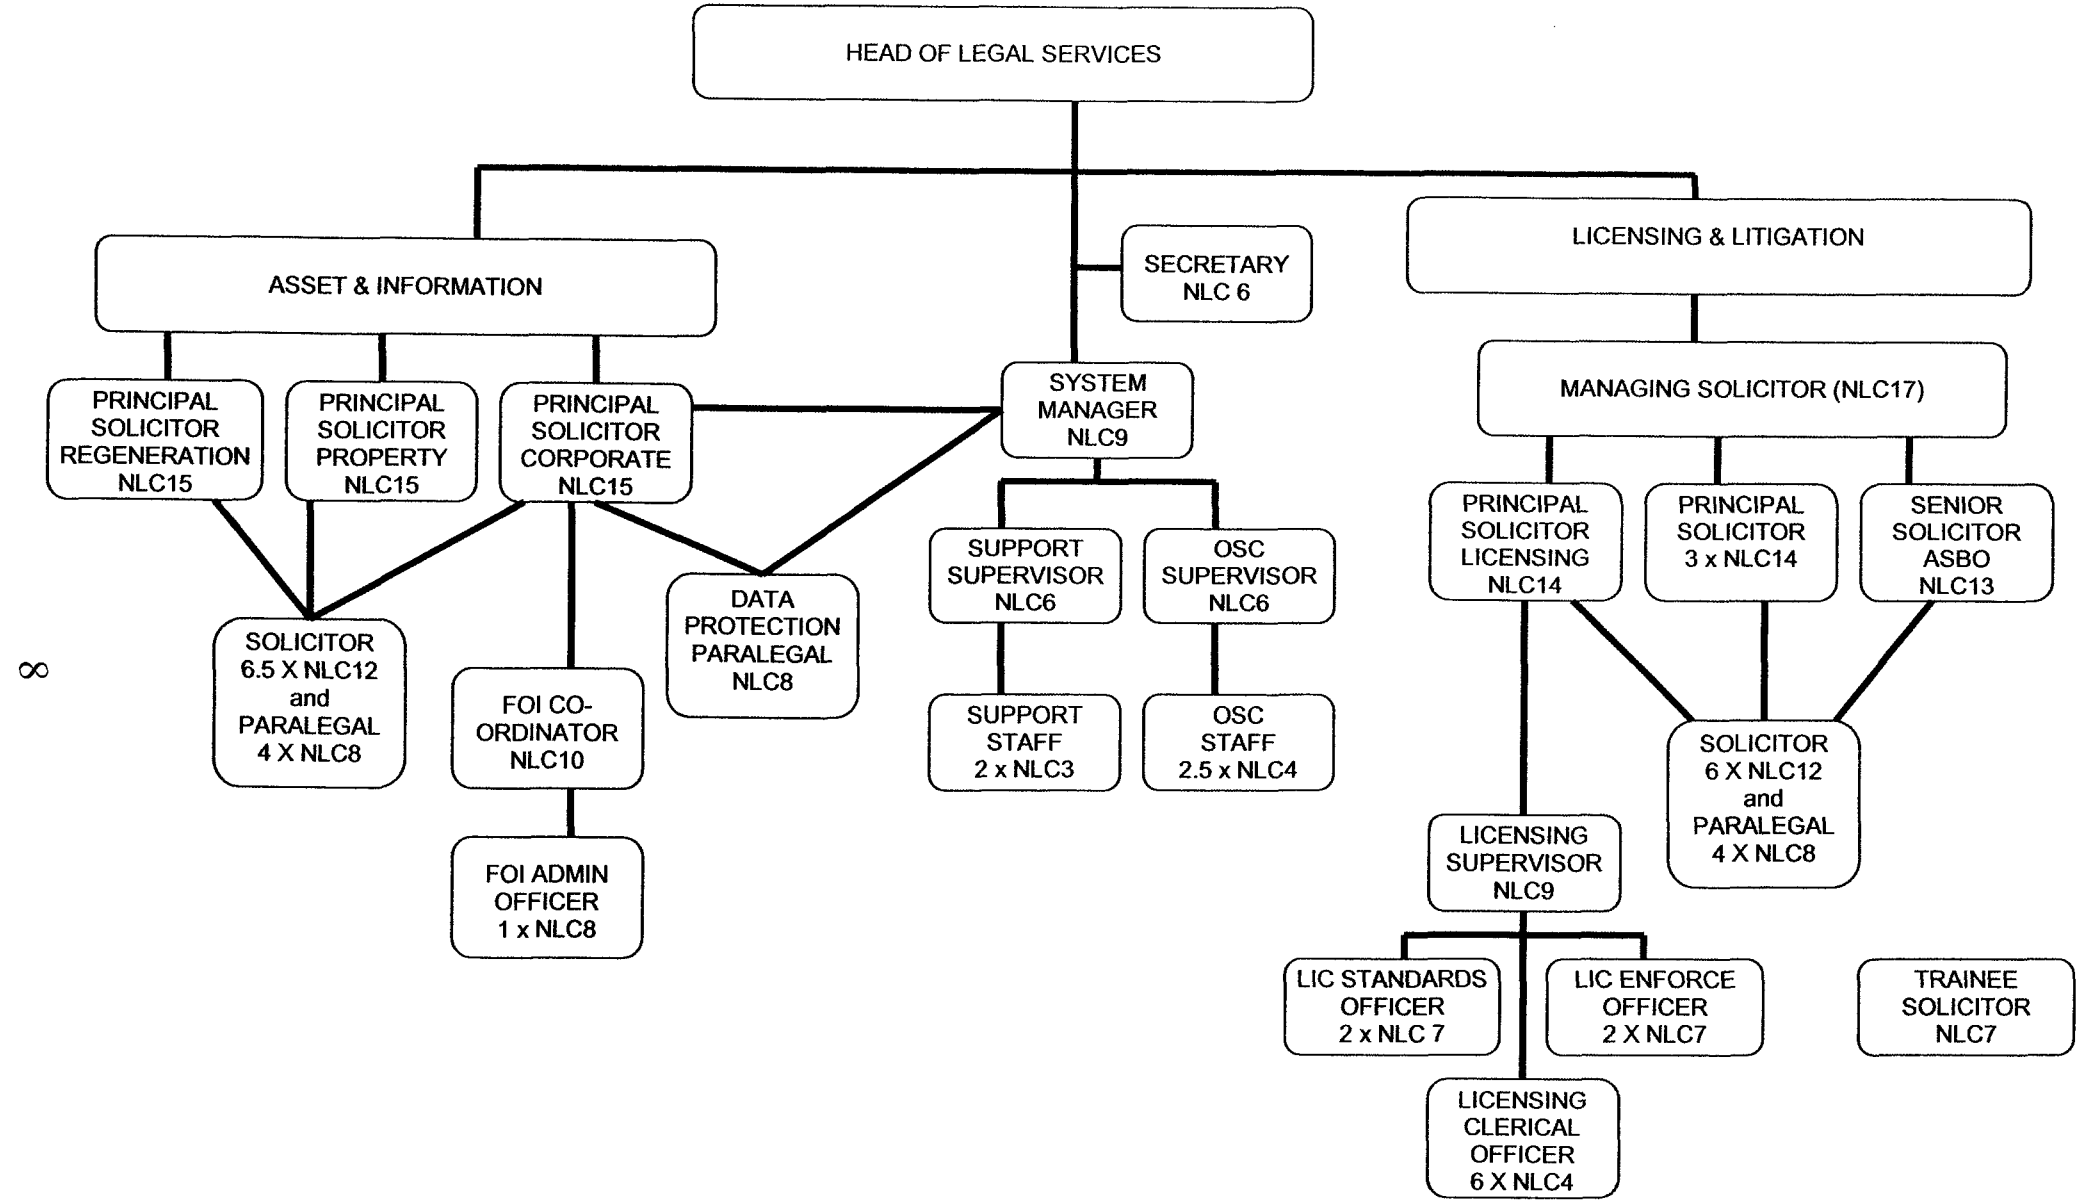 HEAD OF LEGAL SERVICES
ASSET & INFORMATION
SECRETARY
NLC 6
LICENSING & LITIGATION
PRINCIPAL
SOLICITOR
REGENERATION
NLC15
PRINCIPAL
SOLICITOR
PROPERTY
NLC15
PRINCIPAL
SOLICITOR
CORPORATE
NLC15
SYSTEM
MANAGER
NLC9
MANAGING SOLICITOR (NLC17)
SOLICITOR
6.5 X NLC12
and
PARALEGAL
4 X NLC8
FOI CO-
ORDINATOR
NLC10
DATA
PROTECTION
PARALEGAL
NLC8
SUPPORT
SUPERVISOR
NLC6
OSC
SUPERVISOR
NLC6
PRINCIPAL
SOLICITOR
LICENSING
NLC14
PRINCIPAL
SOLICITOR
3 x NLC14
SENIOR
SOLICITOR
ASBO
NLC13
∞
FOI ADMIN
OFFICER
1 x NLC8
SUPPORT
STAFF
2 x NLC3
OSC
STAFF
2.5 x NLC4
SOLICITOR
6 X NLC12
and
PARALEGAL
4 X NLC8
LICENSING
SUPERVISOR
NLC9
LIC STANDARDS
OFFICER
2 x NLC 7
LIC ENFORCE
OFFICER
2 X NLC7
TRAINEE
SOLICITOR
NLC7
LICENSING
CLERICAL
OFFICER
6 X NLC4